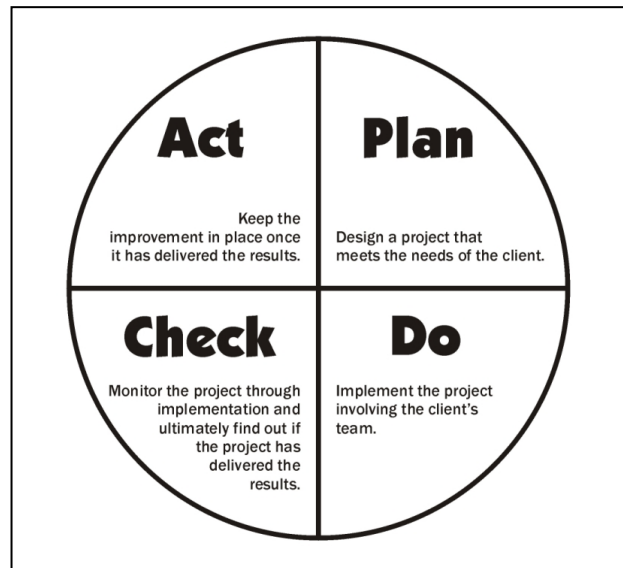 Act
Keep the
improvement in place once
it has delivered the results.
Plan
Design a project that
meets the needs of the client.
Check
Monitor the project through
implementation and
ultimately find out if
the project has
delivered the
results.
Do
Implement the project
involving the client's
team.